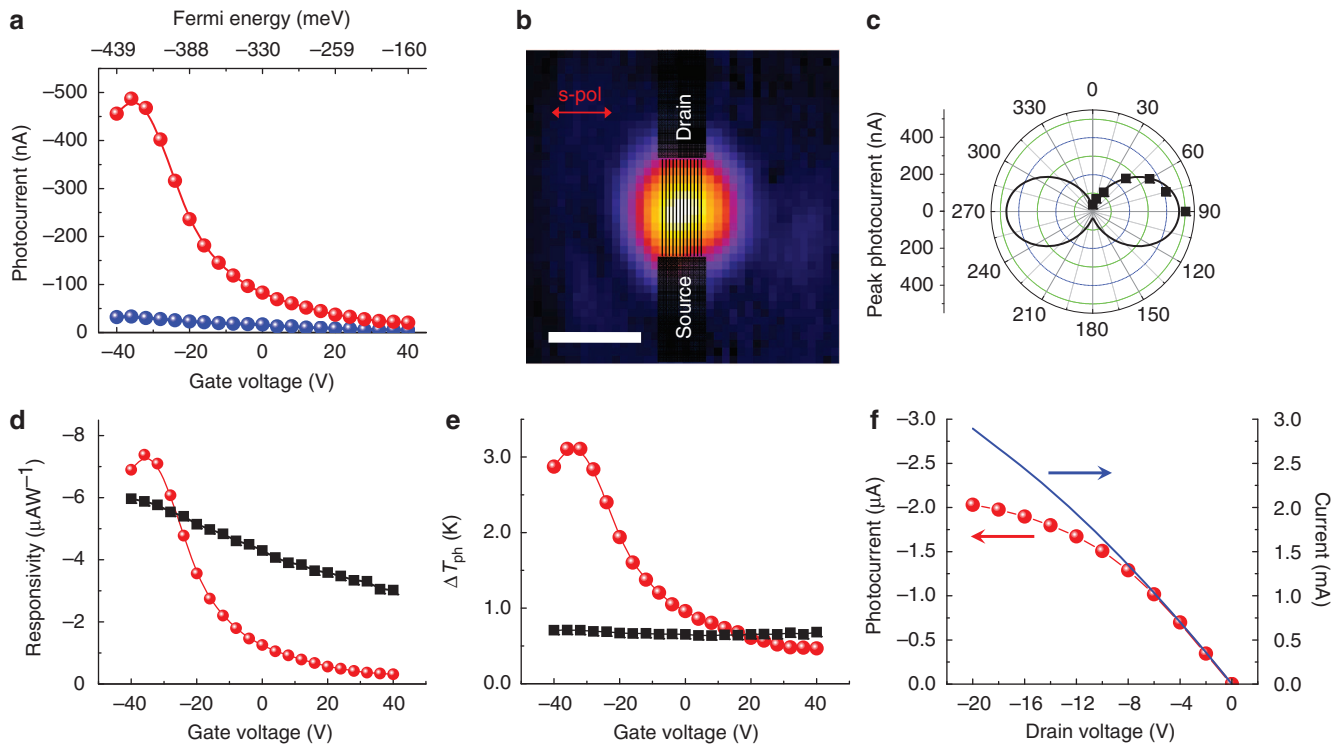 a
Fermi energy (meV)
−439 −388 −330 −259 −160
Photocurrent (nA)
−500
−400
−300
−200
−100
0
−40 −20 0 20 40
Gate voltage (V)
b
s-pol
Drain
Source
c
Peak photocurrent (nA)
400
200
0
200
400
0
30
60
90
120
150
180
210
240
270
300
330
d
Responsivity (μAW−1)
−8
−6
−4
−2
0
−40 −20 0 20 40
Gate voltage (V)
e
ΔTph (K)
3.0
2.0
1.0
0.0
−40 −20 0 20 40
Gate voltage (V)
f
Photocurrent (μA)
−3.0
−2.5
−2.0
−1.5
−1.0
−0.5
0.0
−20 −16 −12 −8 −4 0
Drain voltage (V)
3.0
2.5
2.0
1.5
1.0
0.5
0.0
Current (mA)